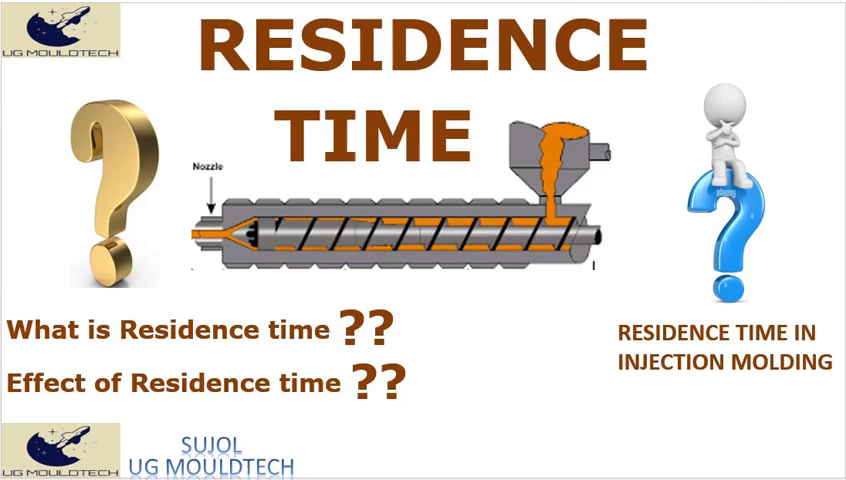 UG MOULDTECH
RESIDENCE
TIME
Nozzle
alamy
What is Residence time ??
Effect of Residence time ??
RESIDENCE TIME IN
INJECTION MOLDING
UG MOULDTECH
SUJOL
UG MOULDTECH